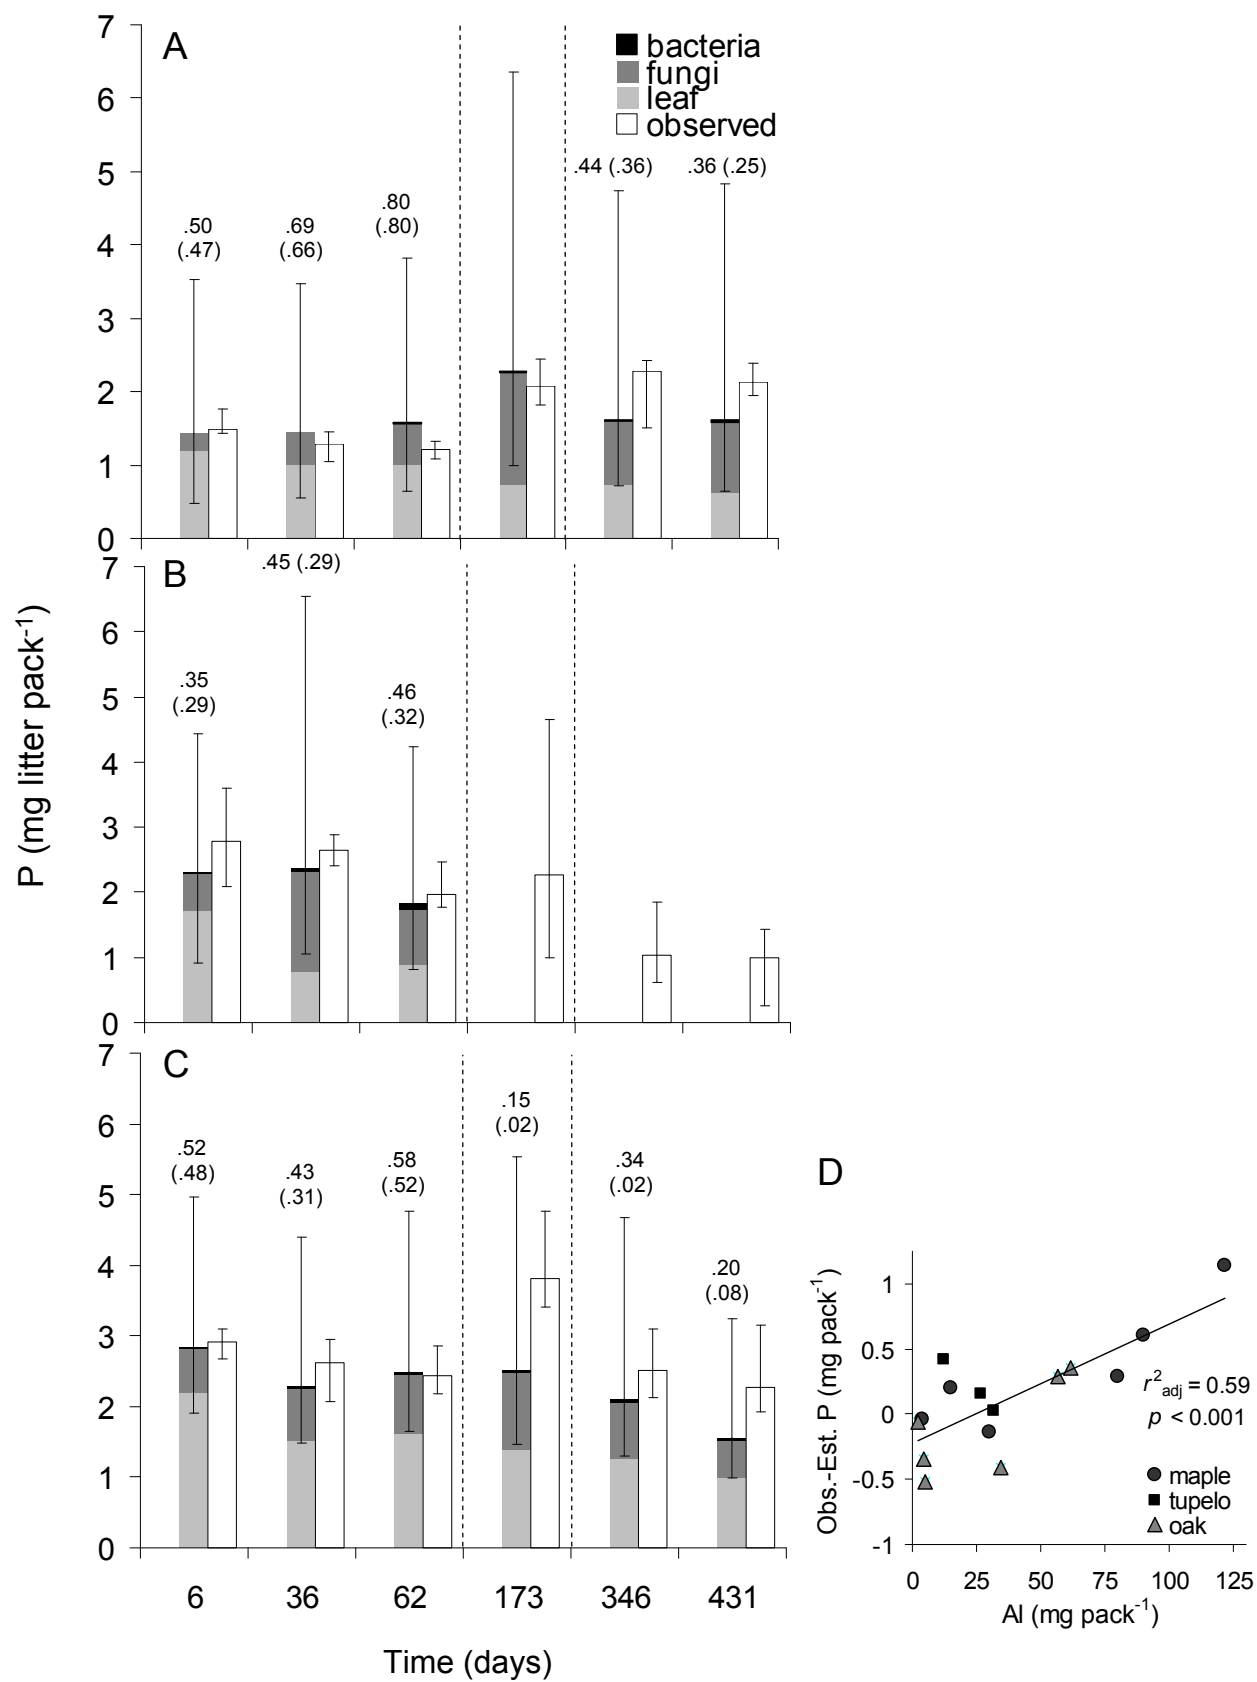 P (mg litter pack-1)
A
bacteria
fungi
leaf
observed
7
6
5
4
3
2
1
0
.50
(.47)
.69
(.66)
.80
(.80)
.44 (.36)
.36 (.25)
B
7
6
5
4
3
2
1
0
.35
(.29)
.45 (.29)
.46
(.32)
C
7
6
5
4
3
2
1
0
.52
(.48)
.43
(.31)
.58
(.52)
.15
(.02)
.34
(.02)
.20
(.08)
6 36 62 173 346 431
Time (days)
D
Obs.-Est. P (mg pack-1)
1
0.5
0
-0.5
-1
r2adj = 0.59
p < 0.001
maple
tupelo
oak
0 25 50 75 100 125
Al (mg pack-1)